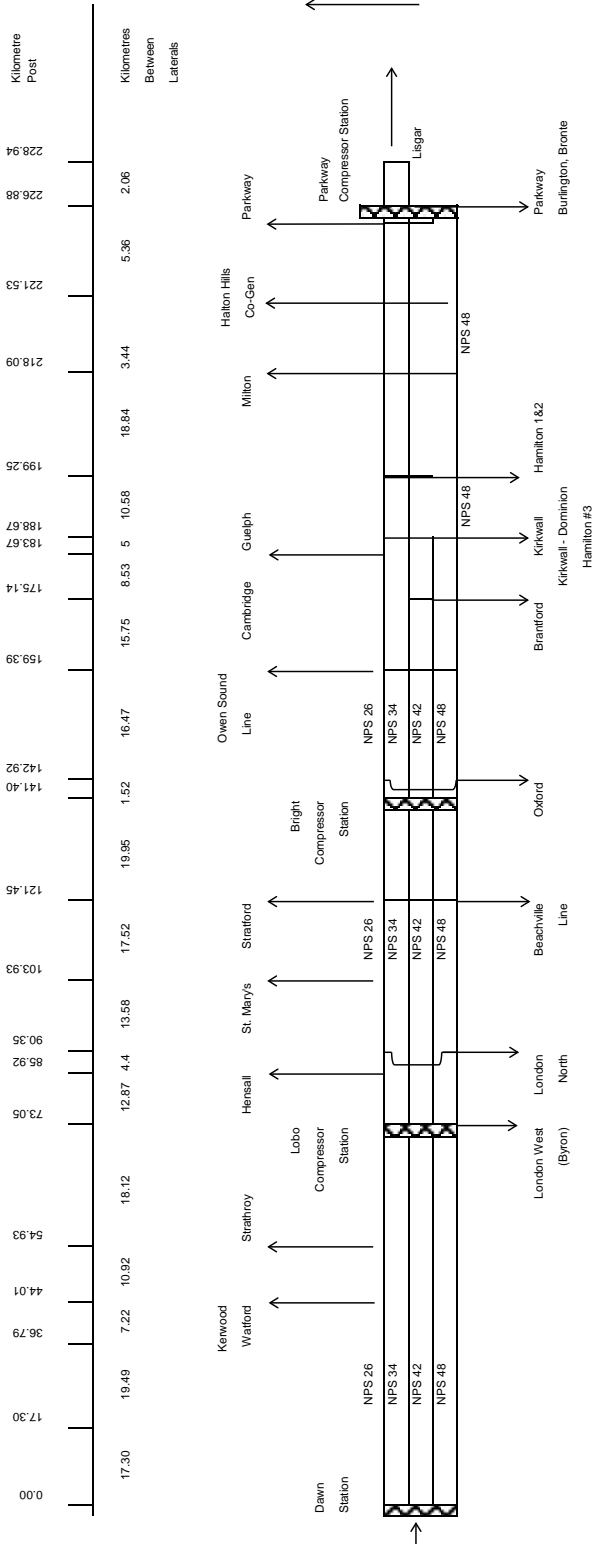 Kilometre
Post
0.00
17.30
36.79
44.01
54.93
73.05
85.92
90.35
103.93
121.45
141.40
142.92
159.39
175.14
183.67
188.67
199.25
218.09
221.53
226.88
228.94
Kilometres
Between
Laterals
17.30
19.49
7.22
10.92
18.12
12.87
4.4
13.58
17.52
19.95
1.52
16.47
15.75
8.53
5
10.58
18.84
3.44
5.36
2.06
Kerwood
Watford
Strathroy
Hensall
St. Mary's
Stratford
Owen Sound
Line
Cambridge
Guelph
Milton
Halton Hills
Co-Gen
Parkway
Dawn
Station
Lobo
Compressor
Station
Bright
Compressor
Station
Parkway
Compressor Station
NPS 26
NPS 34
NPS 42
NPS 48
NPS 26
NPS 34
NPS 42
NPS 48
NPS 26
NPS 34
NPS 42
NPS 48
NPS 48
NPS 48
Lisgar
London West
(Byron)
London
North
Beachville
Line
Oxford
Brantford
Kirkwall
Kirkwall - Dominion
Hamilton #3
Hamilton 1&2
Parkway
Burlington, Bronte